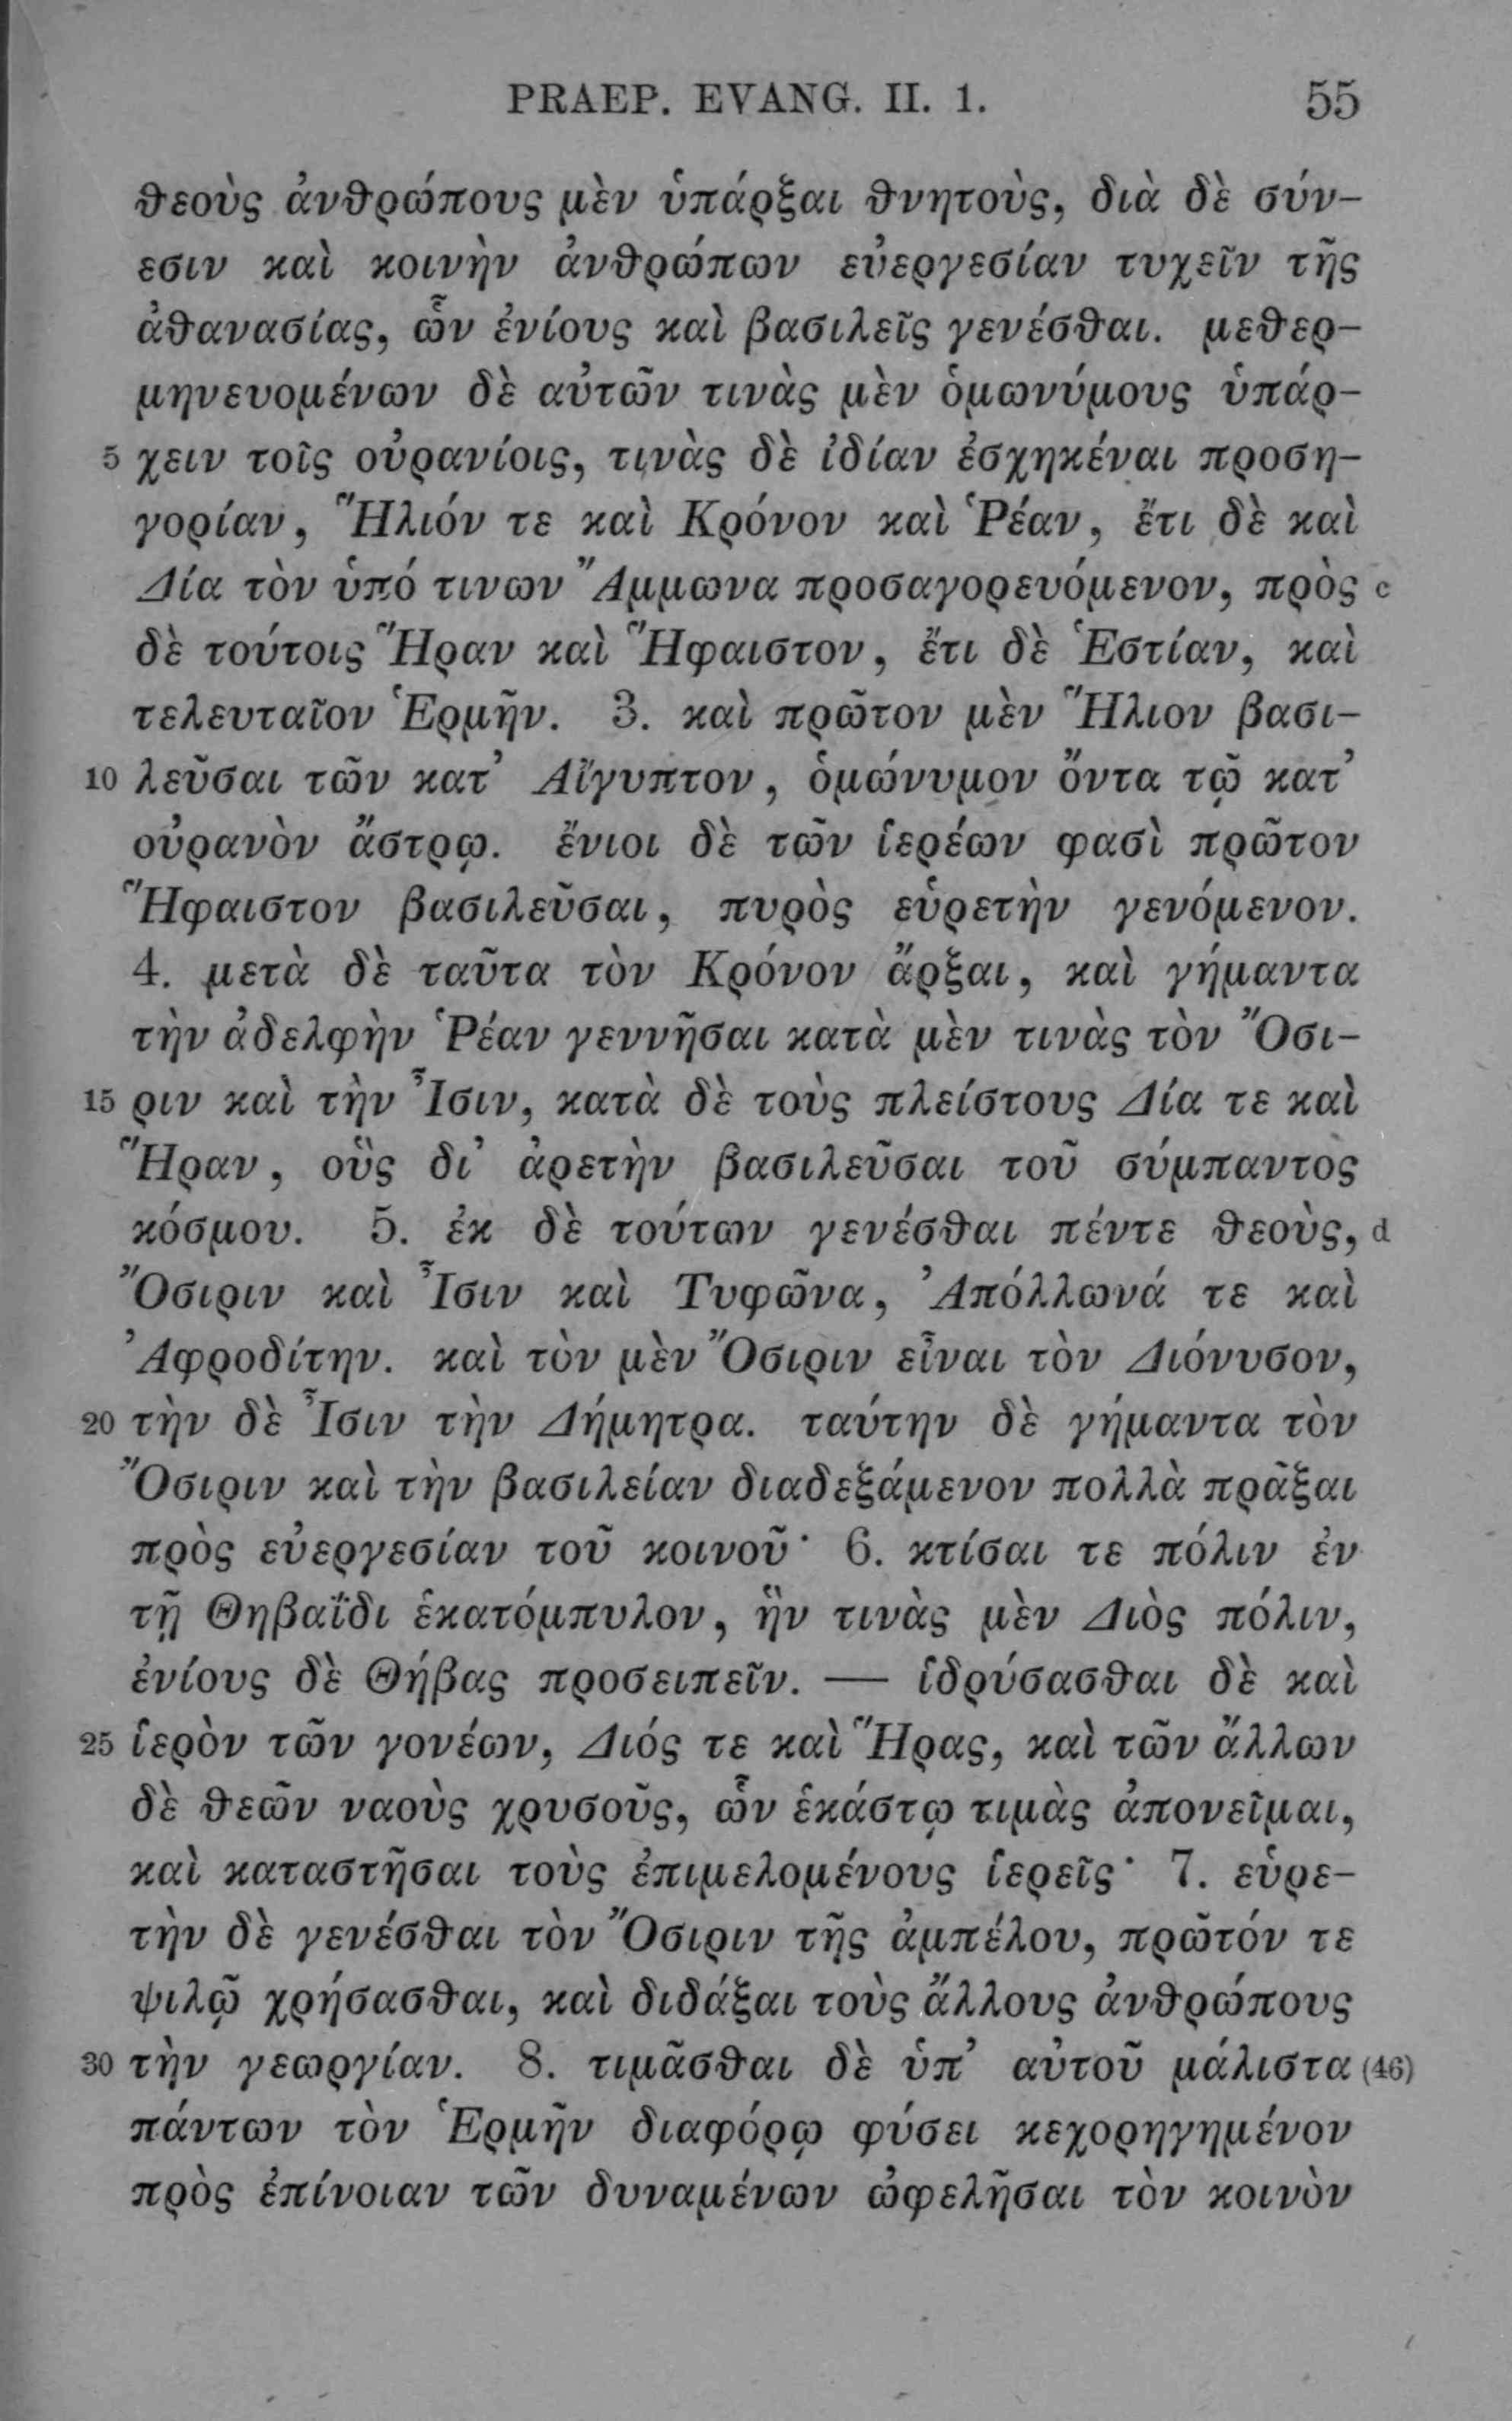 PRAEP. EVANG. II. 1. 55
θεοὺς ἀνθρώπους μὲν ὑπάρξαι θνητοὺς, διὰ δὲ σύν-
εσιν καὶ κοινὴν ἀνθρώπων εὐεργεσίαν τυχεῖν τῆς
ἀθανασίας, ὧν ἐνίους καὶ βασιλεῖς γενέσθαι. μεθερ-
μηνευομένων δὲ αὐτῶν τινὰς μὲν ὁμωνύμους ὑπάρ-
5 χειν τοῖς οὐρανίοις, τινὰς δὲ ἰδίαν ἐσχηκέναι προση-
γορίαν, Ἥλιόν τε καὶ Κρόνον καὶ Ῥέαν, ἔτι δὲ καὶ
Δία τὸν ὑπό τινων Ἄμμωνα προσαγορευόμενον, πρὸς c
δὲ τούτοις Ἥραν καὶ Ἥφαιστον, ἔτι δὲ Ἑστίαν, καὶ
τελευταῖον Ἑρμῆν. 3. καὶ πρῶτον μὲν Ἥλιον βασι-
10 λεῦσαι τῶν κατ’ Αἴγυπτον, ὁμώνυμον ὄντα τῷ κατ’
οὐρανὸν ἄστρῳ. ἔνιοι δὲ τῶν ἱερέων φασὶ πρῶτον
Ἥφαιστον βασιλεῦσαι, πυρὸς εὑρετὴν γενόμενον.
4. μετὰ δὲ ταῦτα τὸν Κρόνον ἄρξαι, καὶ γήμαντα
τὴν ἀδελφὴν Ῥέαν γεννῆσαι κατὰ μὲν τινὰς τὸν Ὄσι-
15 ριν καὶ τὴν Ἶσιν, κατὰ δὲ τοὺς πλείστους Δία τε καὶ
Ἥραν, οὓς δι’ ἀρετὴν βασιλεῦσαι τοῦ σύμπαντος
κόσμου. 5. ἐκ δὲ τούτων γενέσθαι πέντε θεοὺς, d
Ὄσιριν καὶ Ἶσιν καὶ Τυφῶνα, Ἀπόλλωνά τε καὶ
Ἀφροδίτην. καὶ τὸν μὲν Ὄσιριν εἶναι τὸν Διόνυσον,
20 τὴν δὲ Ἶσιν τὴν Δήμητρα. ταύτην δὲ γήμαντα τὸν
Ὄσιριν καὶ τὴν βασιλείαν διαδεξάμενον πολλὰ πρᾶξαι
πρὸς εὐεργεσίαν τοῦ κοινοῦ· 6. κτίσαι τε πόλιν ἐν
τῇ Θηβαΐδι ἑκατόμπυλον, ἣν τινὰς μὲν Διὸς πόλιν,
ἐνίους δὲ Θήβας προσειπεῖν. — ἱδρύσασθαι δὲ καὶ
25 ἱερὸν τῶν γονέων, Διός τε καὶ Ἥρας, καὶ τῶν ἄλλων
δὲ θεῶν ναοὺς χρυσοῦς, ὧν ἑκάστῳ τιμὰς ἀπονεῖμαι,
καὶ καταστῆσαι τοὺς ἐπιμελομένους ἱερεῖς· 7. εὑρε-
τὴν δὲ γενέσθαι τὸν Ὄσιριν τῆς ἀμπέλου, πρῶτόν τε
ψιλῷ χρήσασθαι, καὶ διδάξαι τοὺς ἄλλους ἀνθρώπους
30 τὴν γεωργίαν. 8. τιμᾶσθαι δὲ ὑπ’ αὐτοῦ μάλιστα (46)
πάντων τὸν Ἑρμῆν διαφόρῳ φύσει κεχορηγημένον
πρὸς ἐπίνοιαν τῶν δυναμένων ὠφελῆσαι τὸν κοινὸν